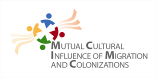 MUTUAL CULTURAL
INFLUENCE OF MIGRATION
AND COLONIZATIONS